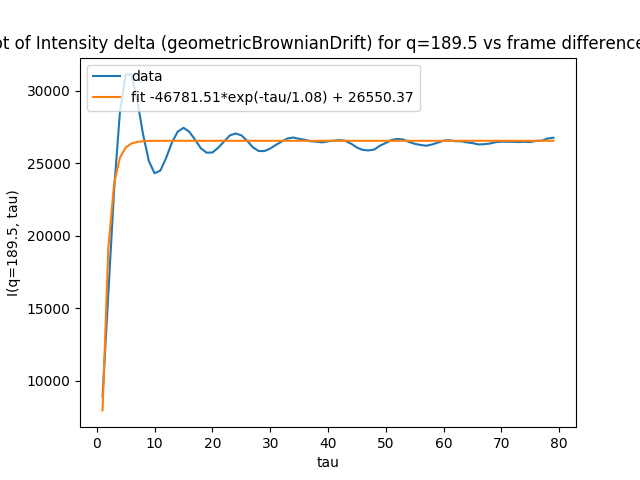 ot of Intensity delta (geometricBrownianDrift) for q=189.5 vs frame difference
data
fit -46781.51*exp(-tau/1.08) + 26550.37
I(q=189.5, tau)
30000
25000
20000
15000
10000
0 10 20 30 40 50 60 70 80
tau